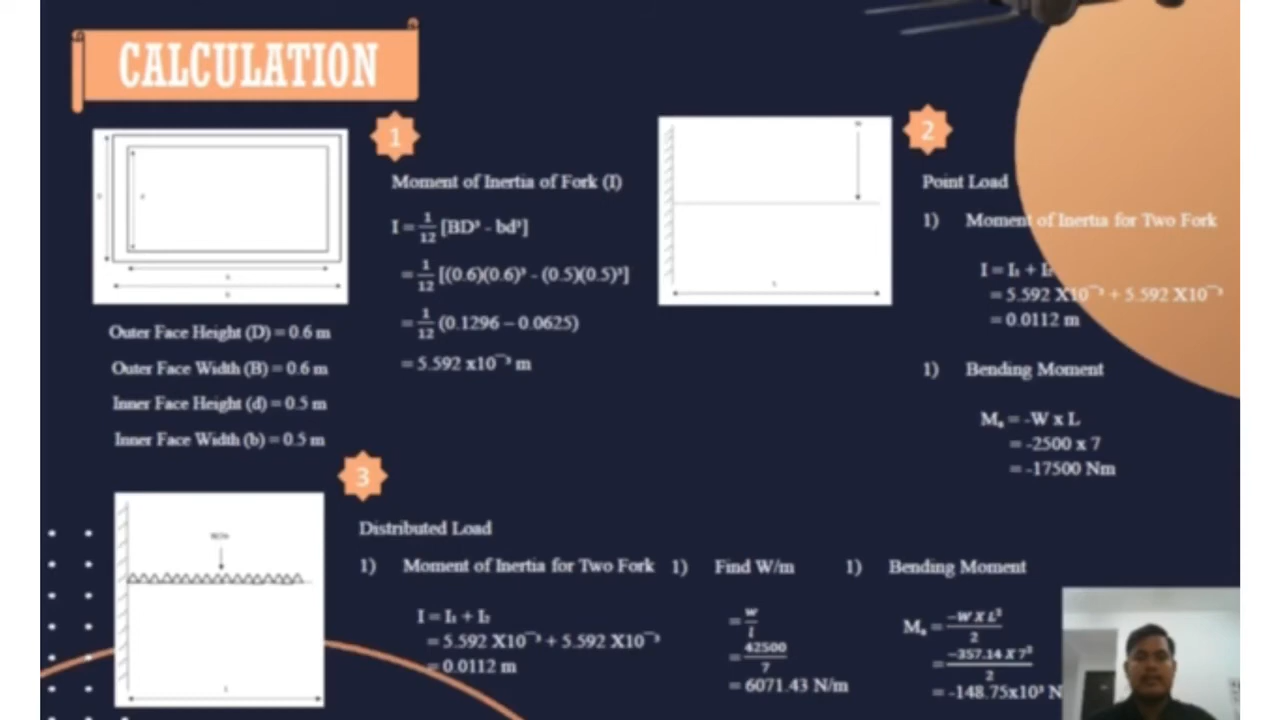 CALCULATION
1
Moment of Inertia of Fork (I)
I = 1/12 [BD³ - bd³]
= 1/12 [(0.6)(0.6)³ - (0.5)(0.5)³]
= 1/12 (0.1296 – 0.0625)
= 5.592 x10⁻³ m
Outer Face Height (D) = 0.6 m
Outer Face Width (B) = 0.6 m
Inner Face Height (d) = 0.5 m
Inner Face Width (b) = 0.5 m
2
Point Load
1) Moment of Inertia for Two Fork
I = I₁ + I₂
= 5.592 X10⁻³ + 5.592 X10⁻³
= 0.0112 m
1) Bending Moment
= -W x L
= -2500 x 7
= -17500 Nm
3
Distributed Load
1) Moment of Inertia for Two Fork
I = I₁ + I₂
= 5.592 X10⁻³ + 5.592 X10⁻³
= 0.0112 m
1) Find W/m
= w/l
= 42500/7
= 6071.43 N/m
1) Bending Moment
= -W X L²/2
= -357.14 X 7²/2
= -148.75x10³ N